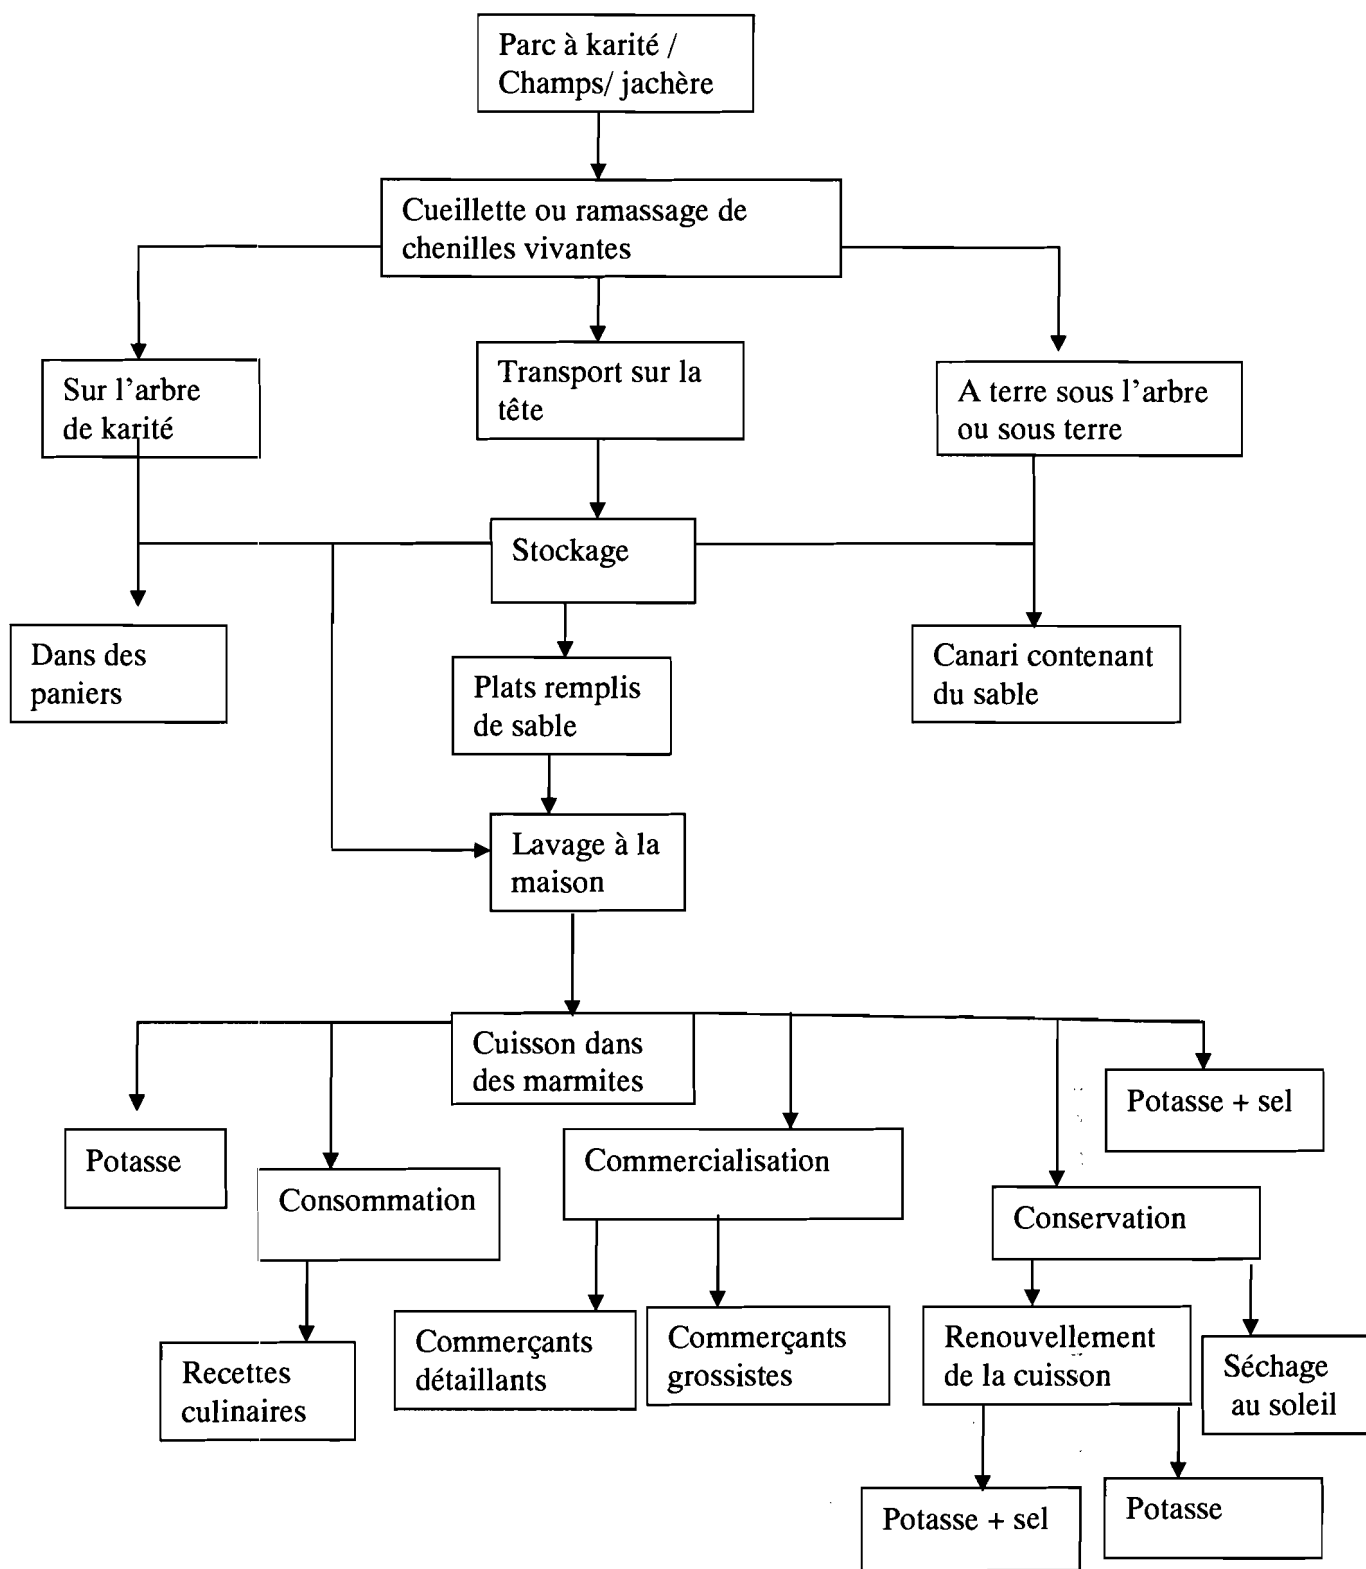 Parc à karité /
Champs/ jachère
Cueillette ou ramassage de
chenilles vivantes
Sur l'arbre
de karité
Transport sur la
tête
A terre sous l'arbre
ou sous terre
Stockage
Dans des
paniers
Plats remplis
de sable
Canari contenant
du sable
Lavage à la
maison
Cuisson dans
des marmites
Potasse + sel
Potasse
Consommation
Commercialisation
Conservation
Recettes
culinaires
Commerçants
détaillants
Commerçants
grossistes
Renouvellement
de la cuisson
Séchage
au soleil
Potasse + sel
Potasse